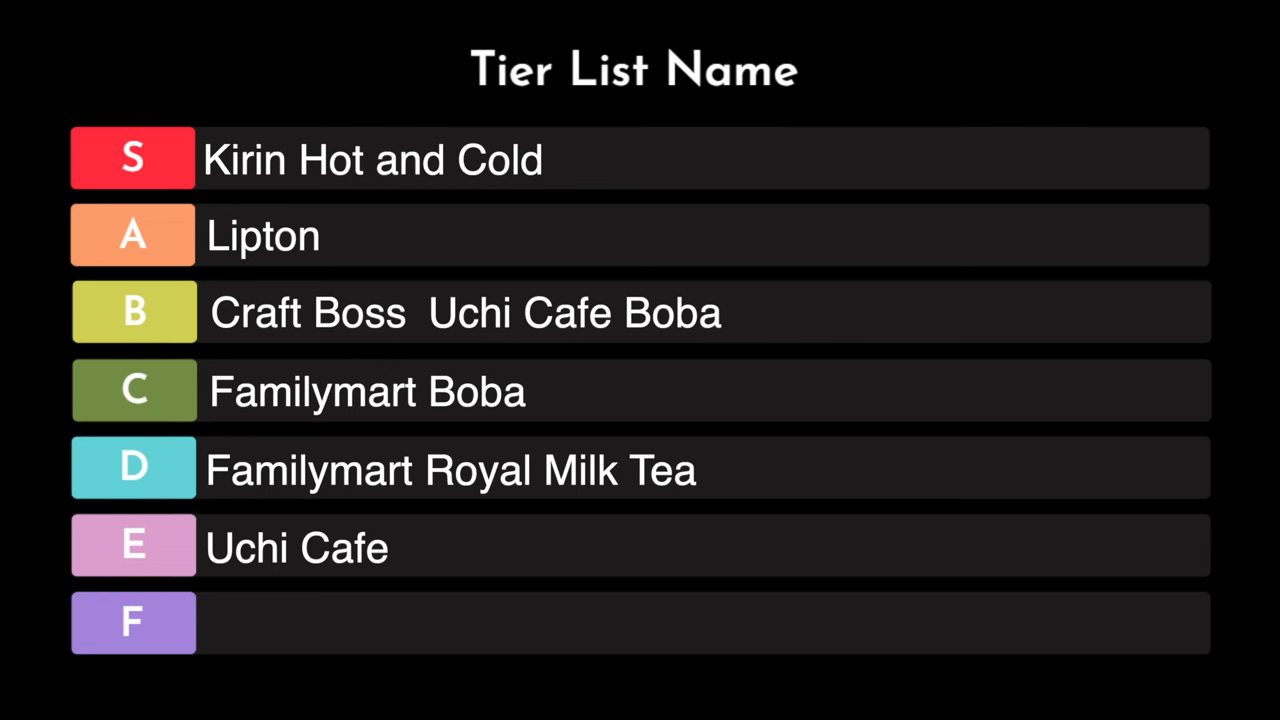 Tier List Name
S Kirin Hot and Cold
A Lipton
B Craft Boss  Uchi Cafe Boba
C Familymart Boba
D Familymart Royal Milk Tea
E Uchi Cafe
F